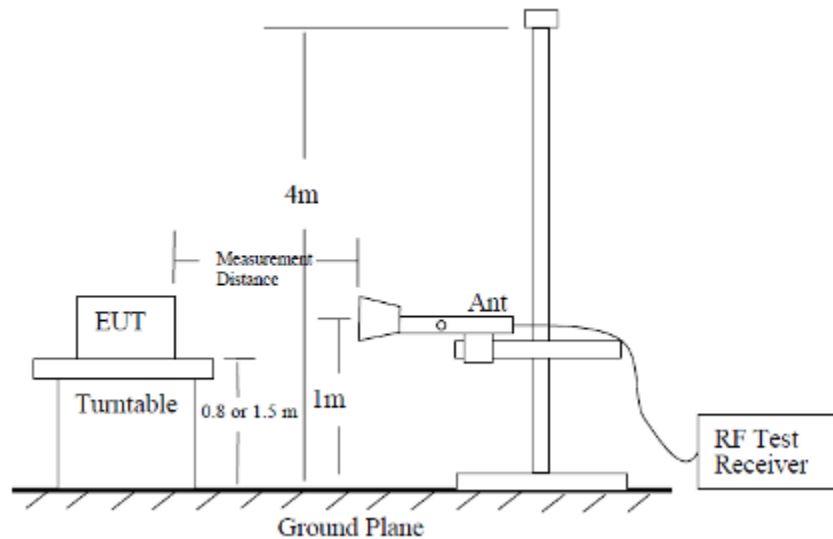 4m
Measurement
Distance
EUT
Ant
Turntable
0.8 or 1.5 m
1m
RF Test
Receiver
Ground Plane